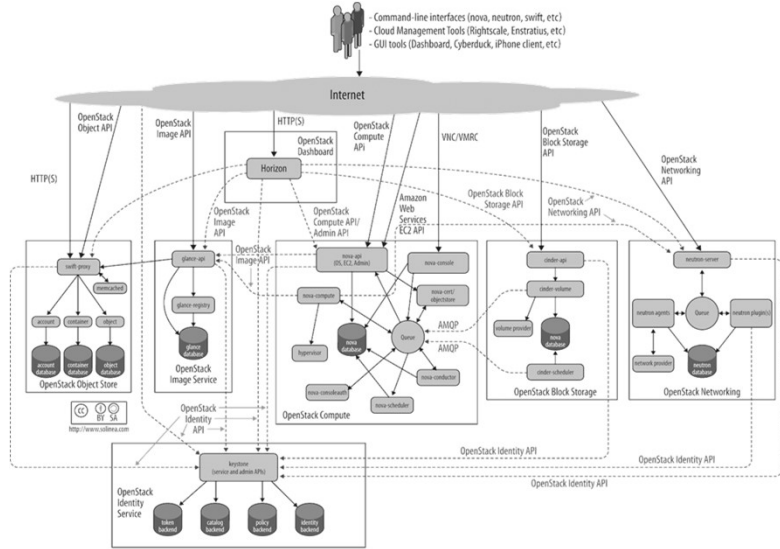 - Command-line interfaces (nova, neutron, swift, etc)
- Cloud Management Tools (Rightscale, Enstratius, etc)
- GUI tools (Dashboard, Cyberduck, iPhone client, etc)
Internet
OpenStack
Object API
OpenStack
Image API
HTTP(S)
OpenStack
Compute
APi
VNC/VMRC
OpenStack
Block Storage
API
OpenStack
Networking
API
HTTP(S)
OpenStack
Dashboard
Horizon
OpenStack
Image
API
OpenStack
Compute API/
Admin API
Amazon
Web
Services
EC2 API
OpenStack Block
Storage API
OpenStack
Networking API
OpenStack
Image API
swift-proxy
memcached
account
container
object
account
database
container
database
object
database
OpenStack Object Store
glance-api
glance-registry
glance
database
OpenStack
Image Service
nova-api
(OS, EC2, Admin)
nova-console
nova-compute
nova-cert/
objectstore
nova
database
Queue
hypervisor
nova-conductor
nova-consoleauth
nova-scheduler
OpenStack Compute
AMQP
AMQP
cinder-api
cinder-volume
volume provider
nova
database
cinder-scheduler
OpenStack Block Storage
neutron-server
neutron agents
Queue
neutron plugin(s)
network provider
neutron
database
OpenStack Networking
cc
BY SA
http://www.solinea.com
OpenStack
Identity
API
OpenStack Identity API
OpenStack Identity API
OpenStack Identity API
keystone
(service and admin APIs)
OpenStack
Identity
Service
token
backend
catalog
backend
policy
backend
identity
backend